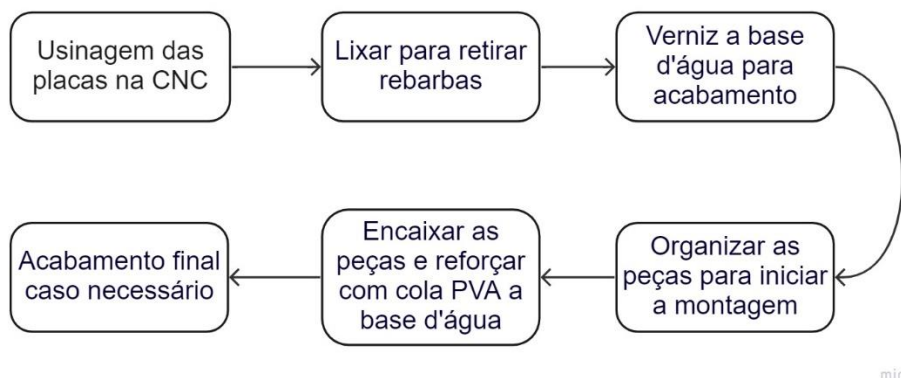 Usinagem das
placas na CNC
Lixar para retirar
rebarbas
Verniz a base
d'água para
acabamento
Organizar as
peças para iniciar
a montagem
Encaixar as
peças e reforçar
com cola PVA a
base d'água
Acabamento final
caso necessário